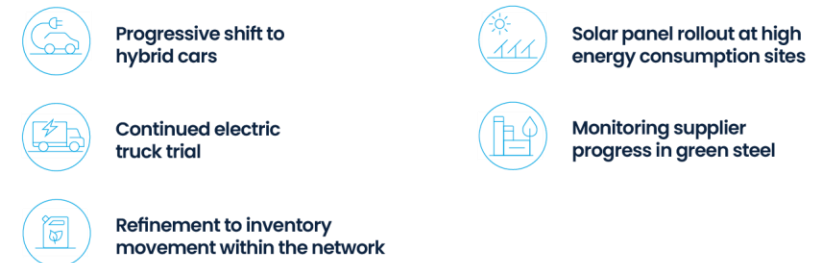 Progressive shift to
hybrid cars
Continued electric
truck trial
Refinement to inventory
movement within the network
Solar panel rollout at high
energy consumption sites
Monitoring supplier
progress in green steel